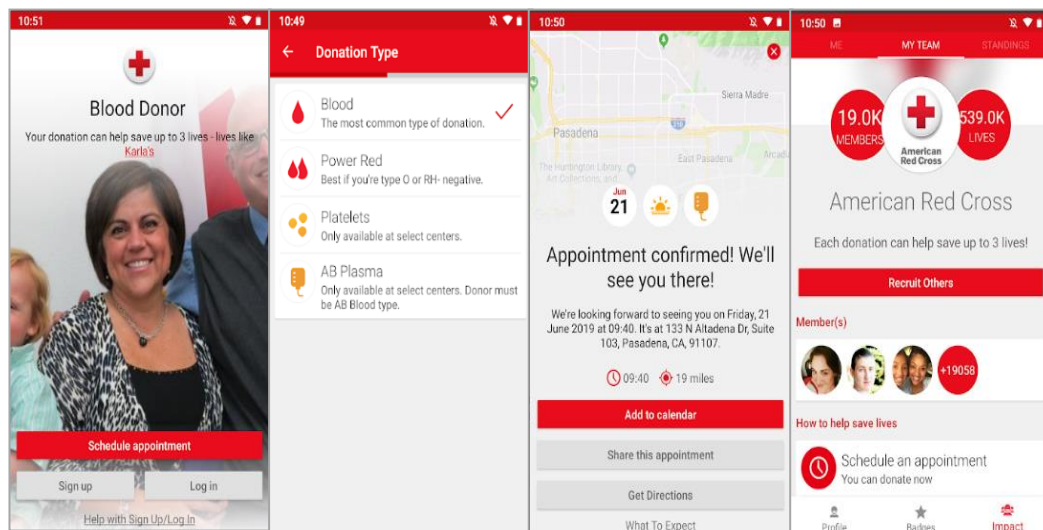 10:51
Blood Donor
Your donation can help save up to 3 lives - lives like
Karla's
Schedule appointment
Sign up
Log in
Help with Sign Up/Log In
10:49
Donation Type
Blood
The most common type of donation.
Power Red
Best if you're type O or RH- negative.
Platelets
Only available at select centers.
AB Plasma
Only available at select centers. Donor must
be AB Blood type.
10:50
Sierra Madre
Pasadena
210
The Huntington Library,
Art Collections, and...
East Pasadena
Arcadi
Jun
21
Appointment confirmed! We'll
see you there!
We're looking forward to seeing you on Friday, 21
June 2019 at 09:40. It's at 133 N Altadena Dr, Suite
103, Pasadena, CA, 91107.
09:40
19 miles
Add to calendar
Share this appointment
Get Directions
What To Expect
10:50
ME
MY TEAM
STANDINGS
19.0K
MEMBERS
American
Red Cross
539.0K
LIVES
American Red Cross
Each donation can help save up to 3 lives!
Recruit Others
Member(s)
+19058
How to help save lives
Schedule an appointment
You can donate now
Profile
Badges
Impact